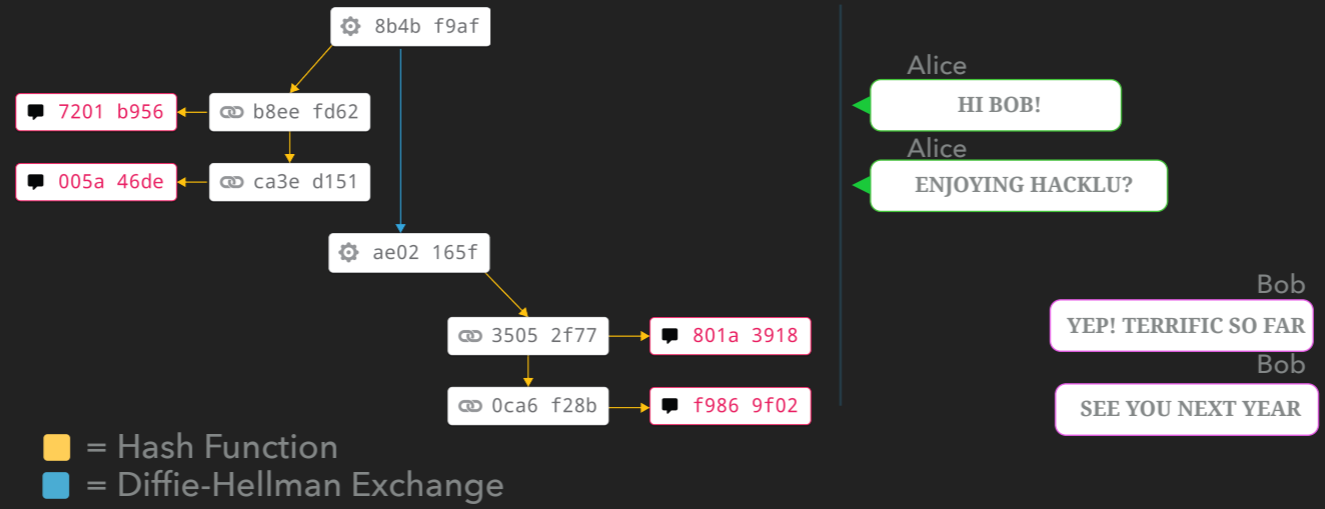 8b4b f9af
7201 b956
b8ee fd62
005a 46de
ca3e d151
ae02 165f
3505 2f77
801a 3918
0ca6 f28b
f986 9f02
= Hash Function
= Diffie-Hellman Exchange
Alice
HI BOB!
Alice
ENJOYING HACKLU?
Bob
YEP! TERRIFIC SO FAR
Bob
SEE YOU NEXT YEAR